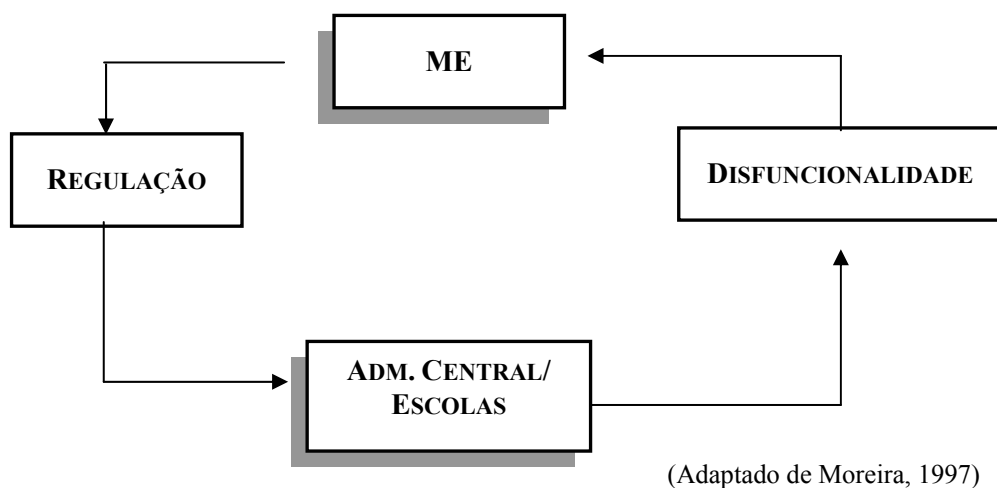 ME
REGULAÇÃO
DISFUNCIONALIDADE
ADM. CENTRAL/
ESCOLAS
(Adaptado de Moreira, 1997)